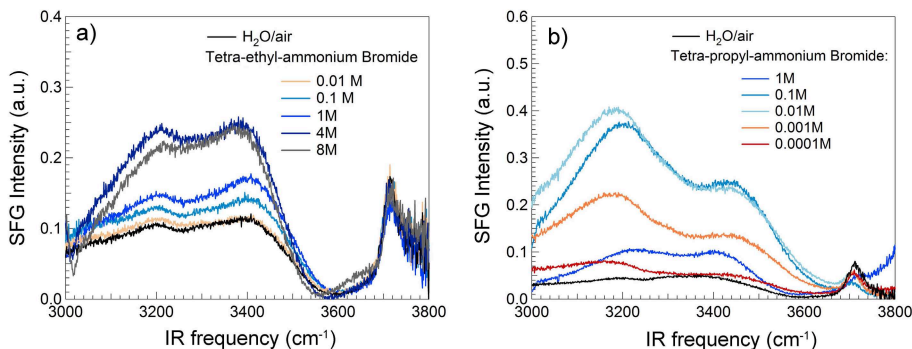 a)
H₂O/air
Tetra-ethyl-ammonium Bromide
0.01 M
0.1 M
1M
4M
8M
0.4
0.3
0.2
0.1
0.0
SFG Intensity (a.u.)
3000
3200
3400
3600
3800
IR frequency (cm⁻¹)
b)
H₂O/air
Tetra-propyl-ammonium Bromide:
1M
0.1M
0.01M
0.001M
0.0001M
0.6
0.5
0.4
0.3
0.2
0.1
0.0
SFG Intensity (a.u.)
3000
3200
3400
3600
3800
IR frequency (cm⁻¹)